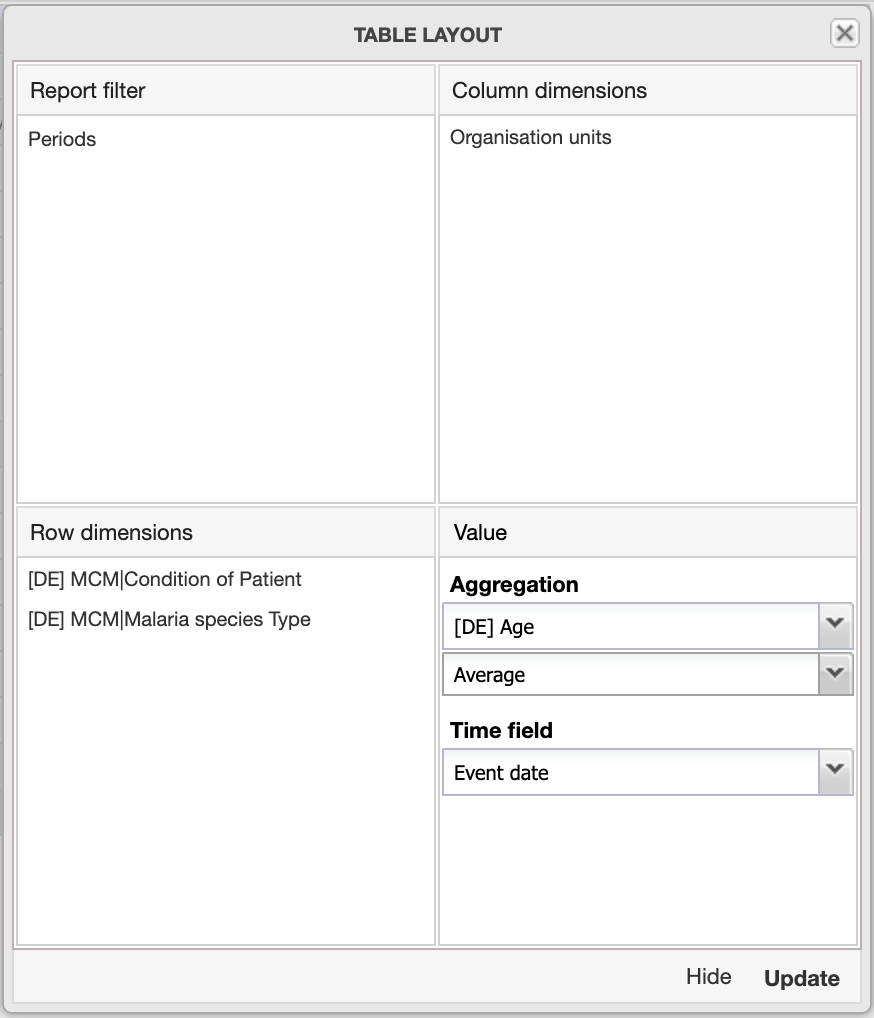 TABLE LAYOUT
Report filter
Periods
Column dimensions
Organisation units
Row dimensions
[DE] MCM|Condition of Patient
[DE] MCM|Malaria species Type
Value
Aggregation
[DE] Age
Average
Time field
Event date
Hide
Update